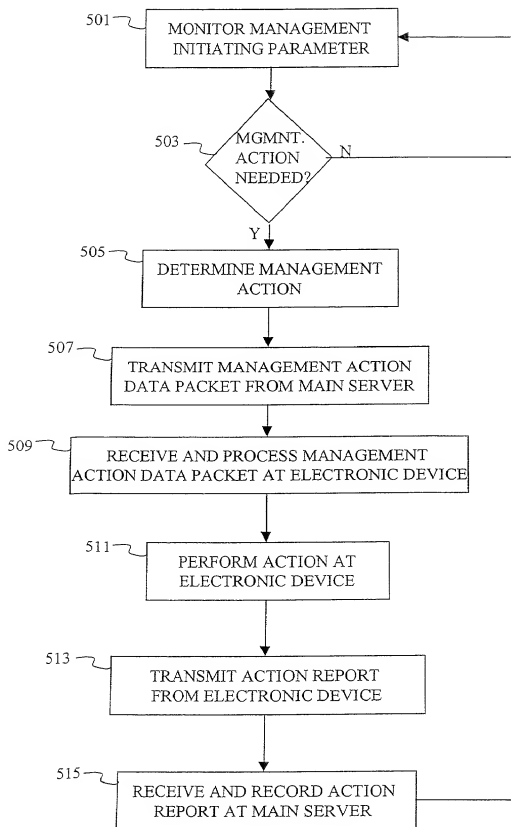 501
MONITOR MANAGEMENT
INITIATING PARAMETER
503
MGMNT.
ACTION
NEEDED?
N
Y
505
DETERMINE MANAGEMENT
ACTION
507
TRANSMIT MANAGEMENT ACTION
DATA PACKET FROM MAIN SERVER
509
RECEIVE AND PROCESS MANAGEMENT
ACTION DATA PACKET AT ELECTRONIC DEVICE
511
PERFORM ACTION AT
ELECTRONIC DEVICE
513
TRANSMIT ACTION REPORT
FROM ELECTRONIC DEVICE
515
RECEIVE AND RECORD ACTION
REPORT AT MAIN SERVER